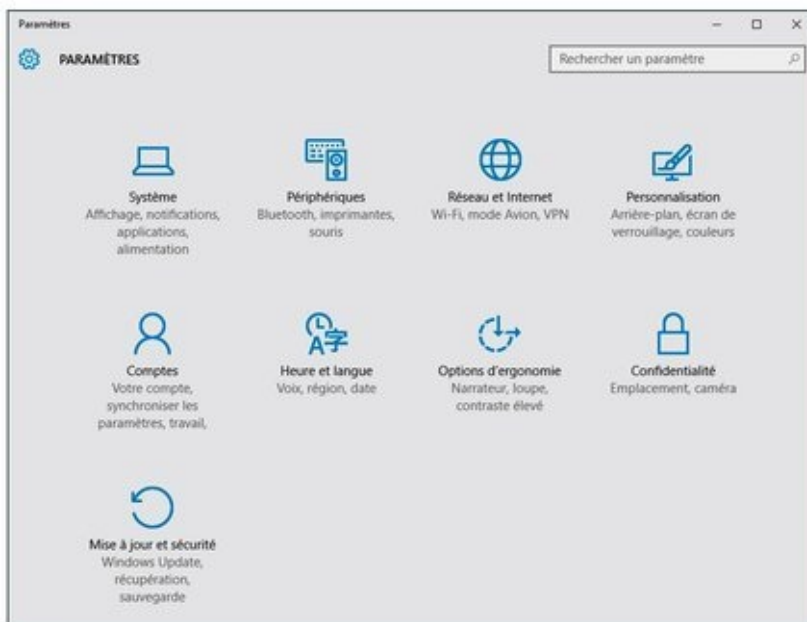 Paramètres
PARAMÈTRES
Rechercher un paramètre
Système
Affichage, notifications,
applications,
alimentation
Périphériques
Bluetooth, imprimantes,
souris
Réseau et Internet
Wi-Fi, mode Avion, VPN
Personnalisation
Arrière-plan, écran de
verrouillage, couleurs
Comptes
Votre compte,
synchroniser les
paramètres, travail,
Heure et langue
Voix, région, date
Options d'ergonomie
Narrateur, loupe,
contraste élevé
Confidentialité
Emplacement, caméra
Mise à jour et sécurité
Windows Update,
récupération,
sauvegarde